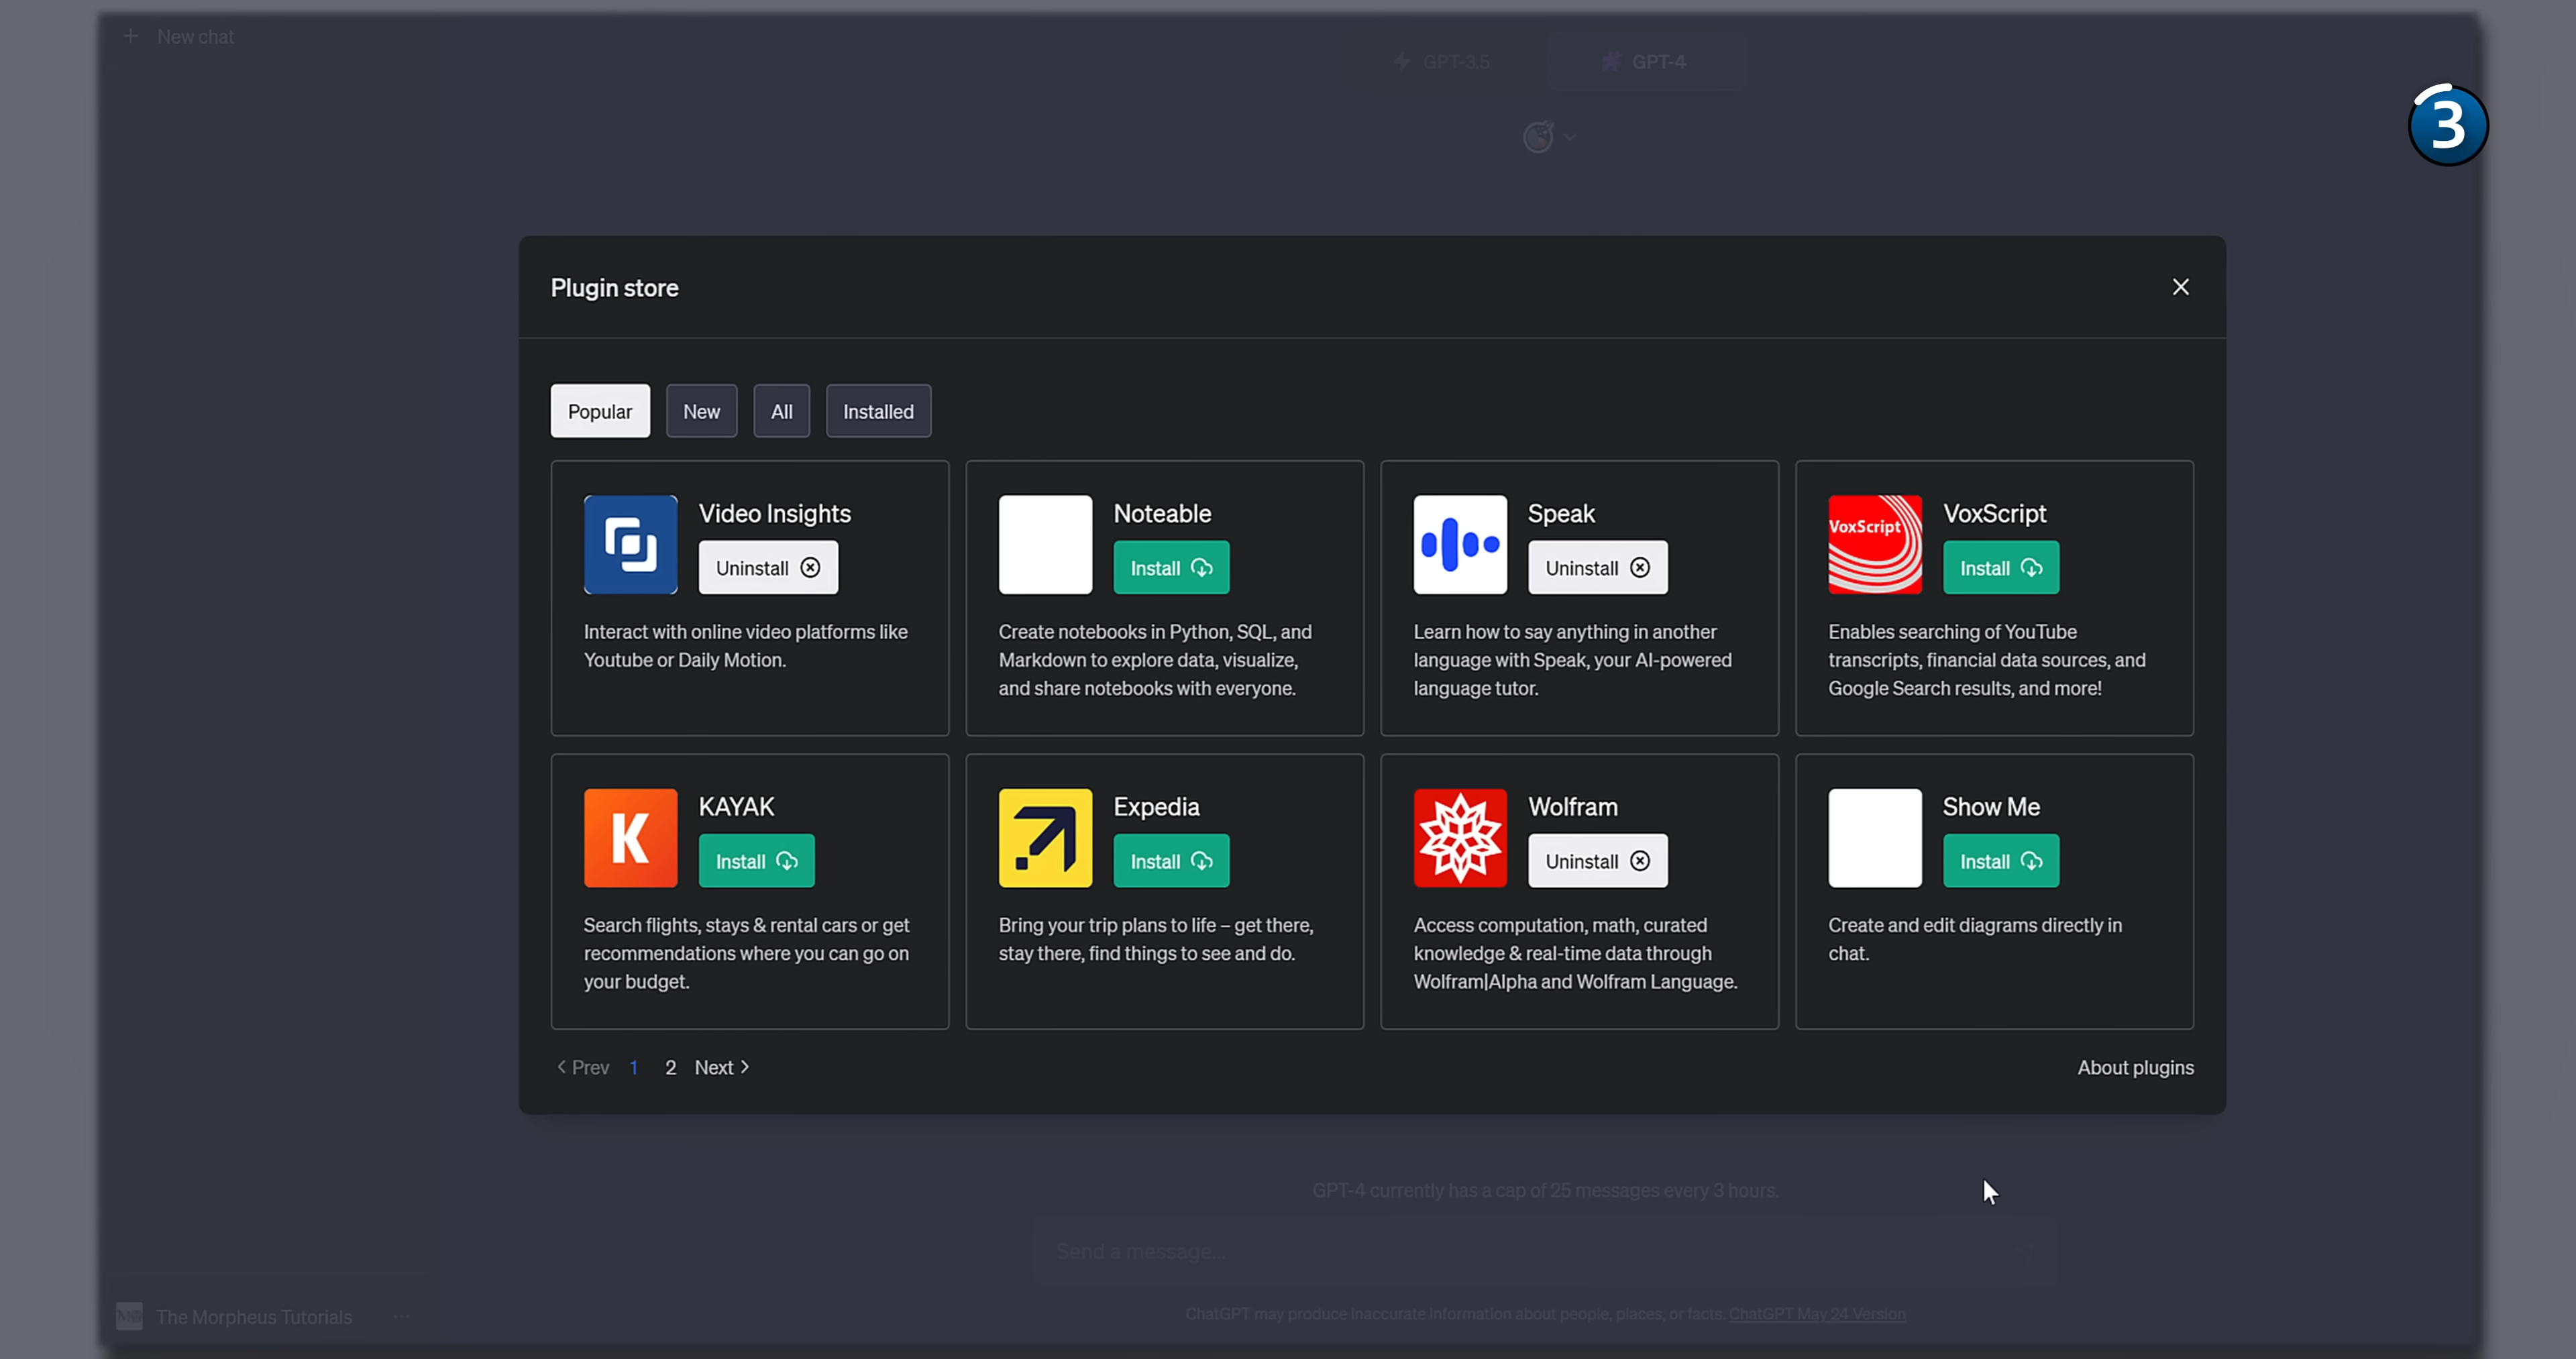 + New chat
GPT-3.5
GPT-4
3
Plugin store
Popular
New
All
Installed
Video Insights
Uninstall
Interact with online video platforms like
Youtube or Daily Motion.
Noteable
Install
Create notebooks in Python, SQL, and
Markdown to explore data, visualize,
and share notebooks with everyone.
Speak
Uninstall
Learn how to say anything in another
language with Speak, your AI-powered
language tutor.
VoxScript
VoxScript
Install
Enables searching of YouTube
transcripts, financial data sources, and
Google Search results, and more!
K
KAYAK
Install
Search flights, stays & rental cars or get
recommendations where you can go on
your budget.
Expedia
Install
Bring your trip plans to life – get there,
stay there, find things to see and do.
Wolfram
Uninstall
Access computation, math, curated
knowledge & real-time data through
Wolfram|Alpha and Wolfram Language.
Show Me
Install
Create and edit diagrams directly in
chat.
Prev 1 2 Next
About plugins
GPT-4 currently has a cap of 25 messages every 3 hours.
Send a message...
The Morpheus Tutorials ...
ChatGPT may produce inaccurate information about people, places, or facts. ChatGPT May 24 Version